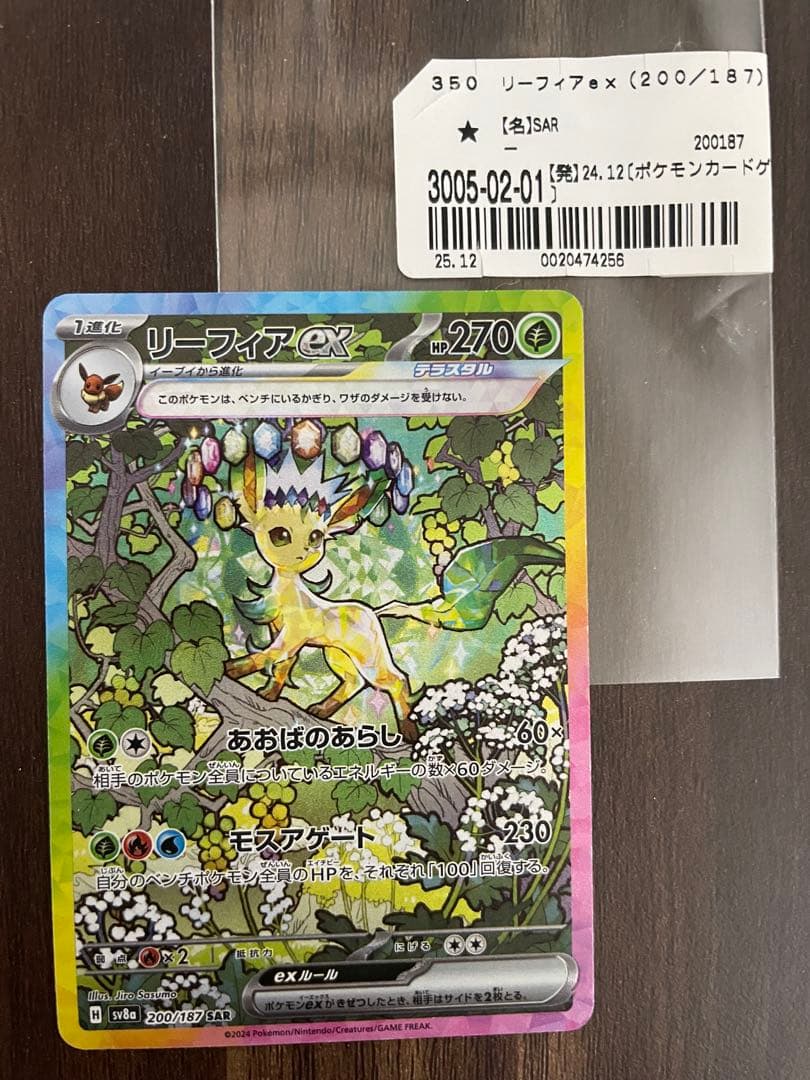 350 リーフィアex(200/187)
★ 【名】SAR
－ 200187
3005-02-01 【発】24.12〔ポケモンカードゲ
〕
25.12 0020474256
1進化 リーフィアex HP270
イーブイから進化 テラスタル
このポケモンは、ベンチにいるかぎり、ワザのダメージを受けない。
あおばのあらし 60×
相手のポケモン全員についているエネルギーの数×60ダメージ。
モスアゲート 230
自分のベンチポケモン全員のHPを、それぞれ「100」回復する。
弱点 ×2 抵抗力 にげる
exルール
ポケモンexがきぜつしたとき、相手はサイドを2枚とる。
Illus. Jiro Sasumo
H sv8a 200/187 SAR
©2024 Pokémon/Nintendo/Creatures/GAME FREAK.